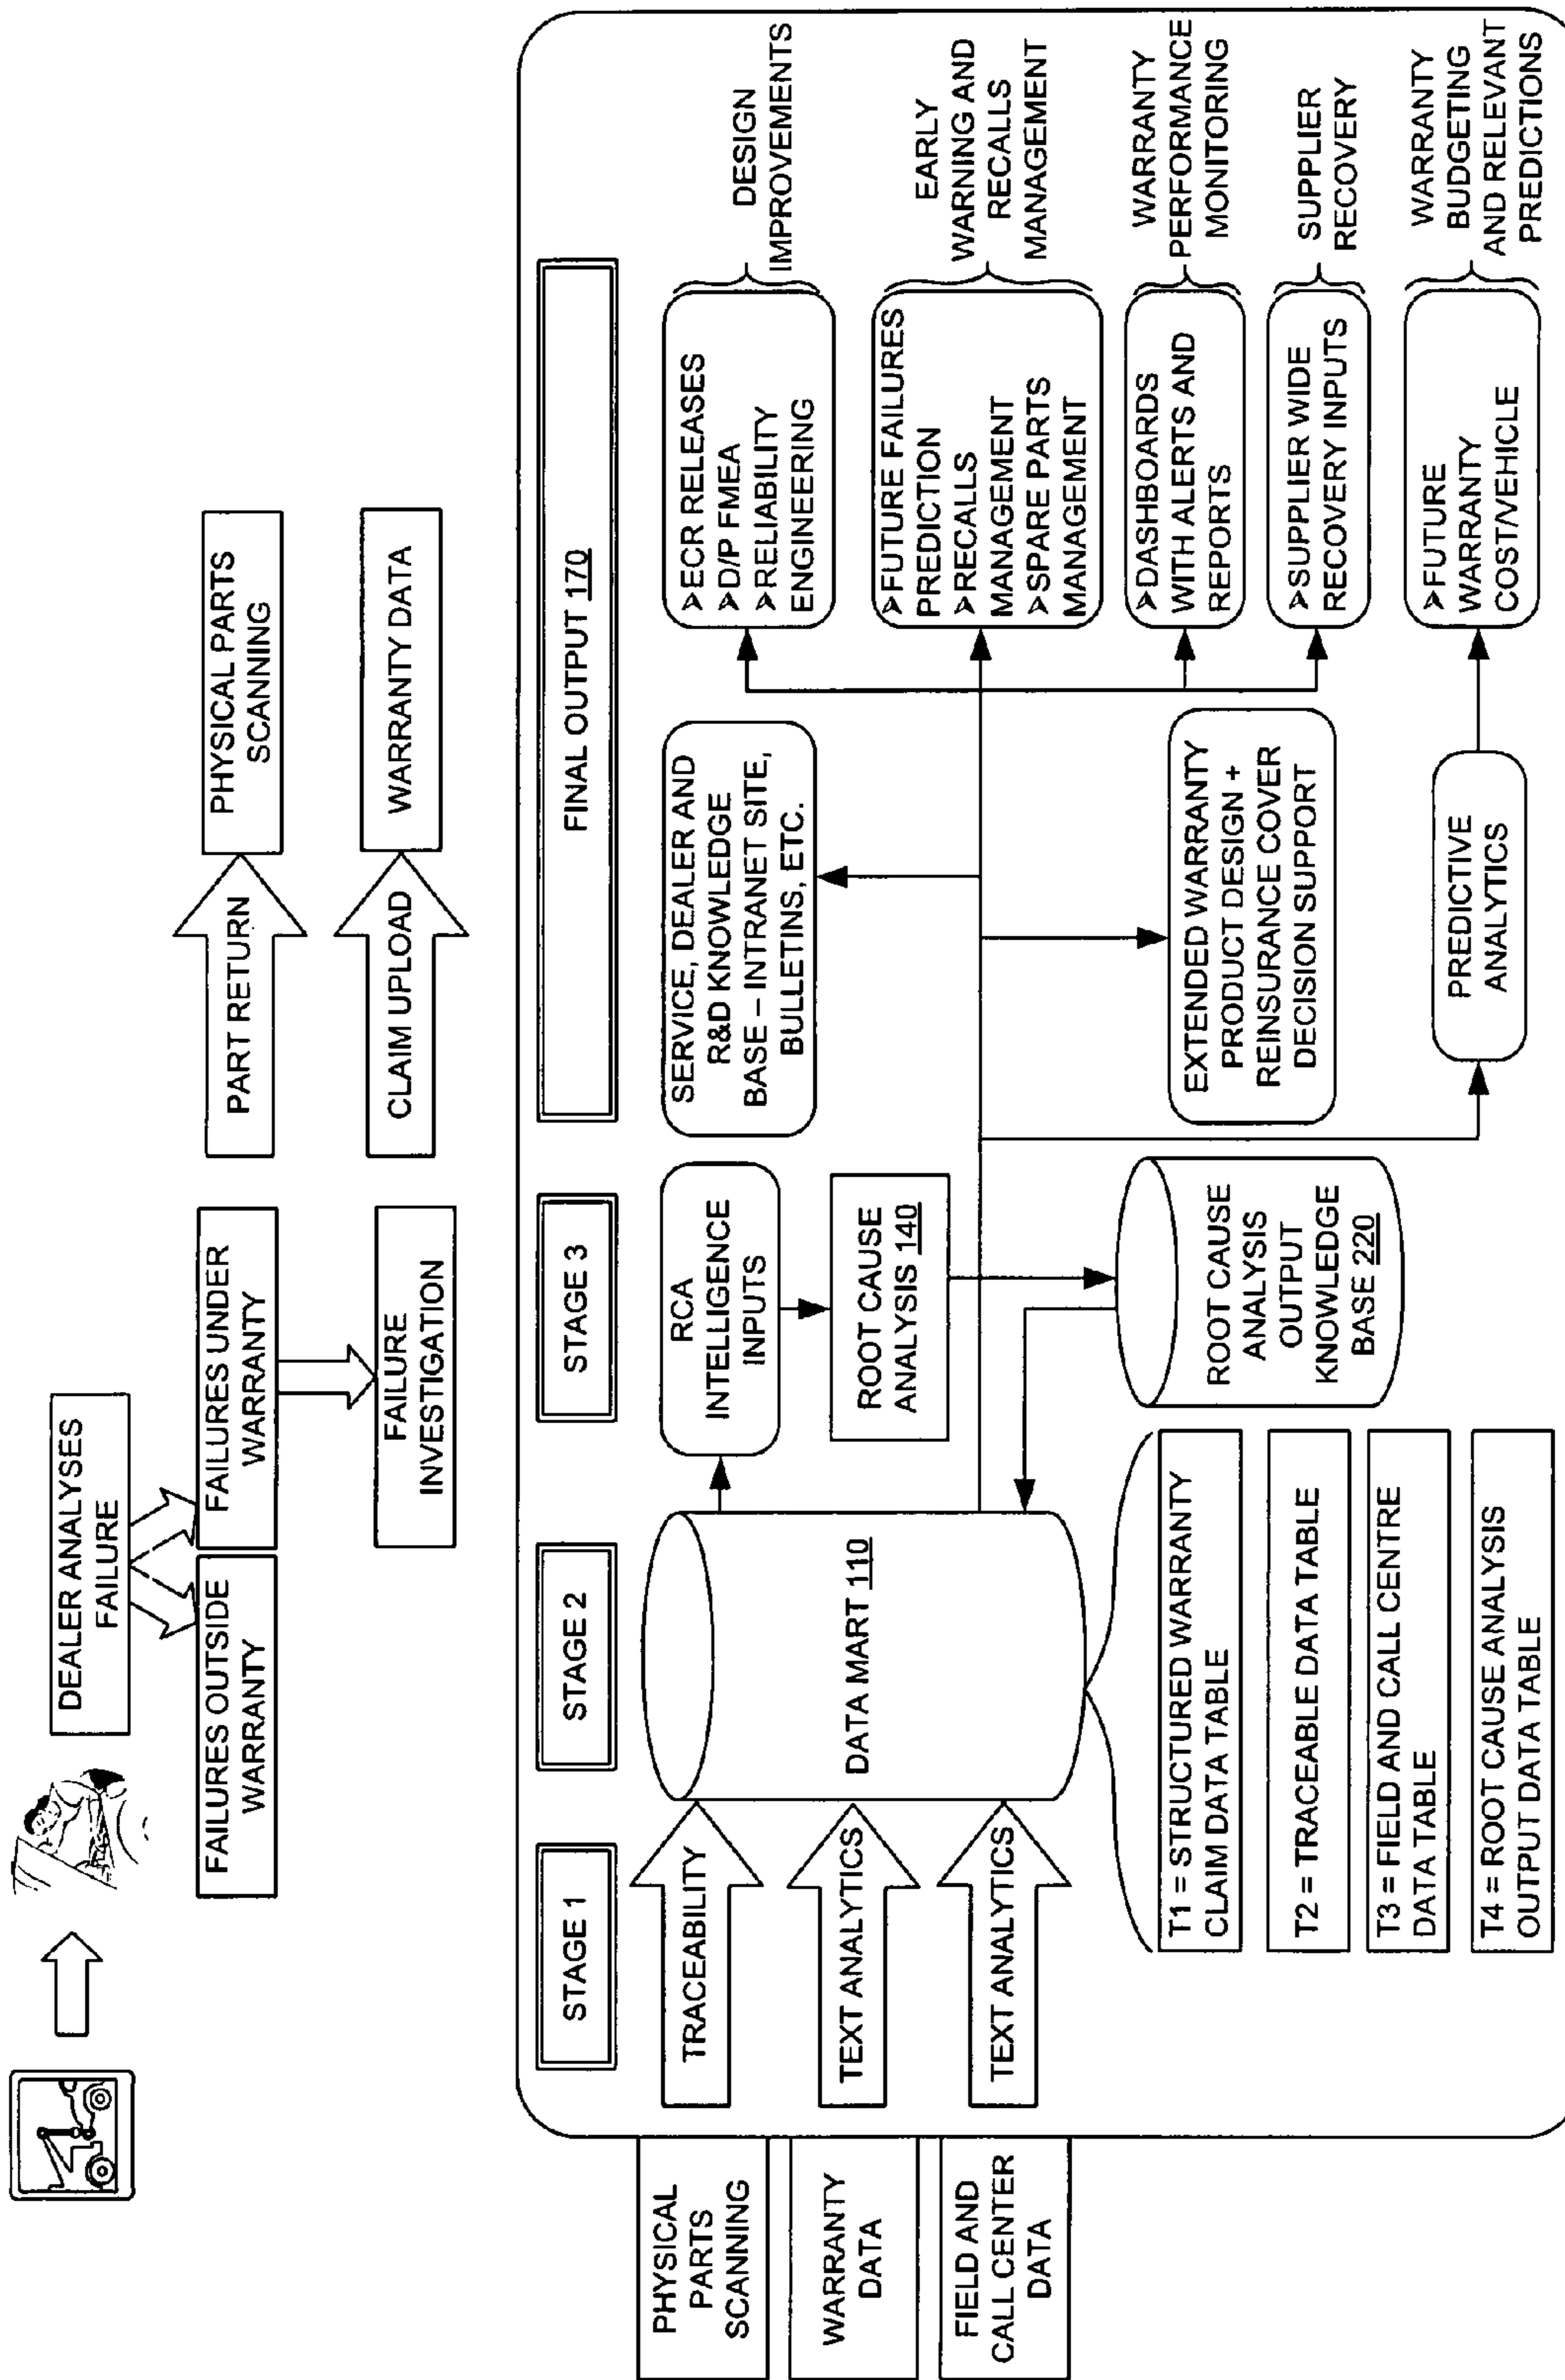 DEALER ANALYSES
FAILURE
FAILURES OUTSIDE
WARRANTY
FAILURES UNDER
WARRANTY
FAILURE
INVESTIGATION
PART RETURN
PHYSICAL PARTS
SCANNING
CLAIM UPLOAD
WARRANTY DATA
STAGE 1
STAGE 2
STAGE 3
FINAL OUTPUT 170
PHYSICAL
PARTS
SCANNING
WARRANTY
DATA
FIELD AND
CALL CENTER
DATA
TRACEABILITY
TEXT ANALYTICS
TEXT ANALYTICS
DATA MART 110
T1 = STRUCTURED WARRANTY
CLAIM DATA TABLE
T2 = TRACEABLE DATA TABLE
T3 = FIELD AND CALL CENTRE
DATA TABLE
T4 = ROOT CAUSE ANALYSIS
OUTPUT DATA TABLE
RCA
INTELLIGENCE
INPUTS
ROOT CAUSE
ANALYSIS 140
ROOT CAUSE
ANALYSIS
OUTPUT
KNOWLEDGE
BASE 220
SERVICE, DEALER AND
R&D KNOWLEDGE
BASE – INTRANET SITE,
BULLETINS, ETC.
EXTENDED WARRANTY
PRODUCT DESIGN +
REINSURANCE COVER
DECISION SUPPORT
PREDICTIVE
ANALYTICS
➢ECR RELEASES
➢D/P FMEA
➢RELIABILITY
ENGINEERING
DESIGN
IMPROVEMENTS
➢FUTURE FAILURES
PREDICTION
➢RECALLS
MANAGEMENT
➢SPARE PARTS
MANAGEMENT
EARLY
WARNING AND
RECALLS
MANAGEMENT
➢DASHBOARDS
WITH ALERTS AND
REPORTS
WARRANTY
PERFORMANCE
MONITORING
➢SUPPLIER WIDE
RECOVERY INPUTS
SUPPLIER
RECOVERY
➢FUTURE
WARRANTY
COST/VEHICLE
WARRANTY
BUDGETING
AND RELEVANT
PREDICTIONS